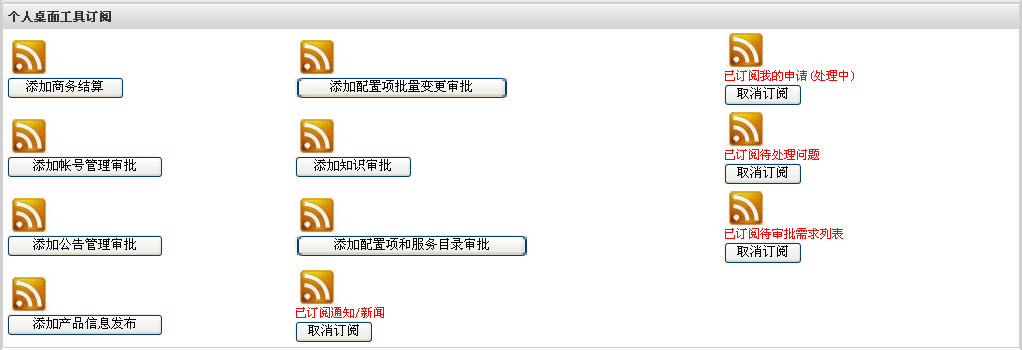 个人桌面工具订阅
添加商务结算
添加配置项批量变更审批
已订阅我的申请(处理中)
取消订阅
添加帐号管理审批
添加知识审批
已订阅待处理问题
取消订阅
添加公告管理审批
添加配置项和服务目录审批
已订阅待审批需求列表
取消订阅
添加产品信息发布
已订阅通知/新闻
取消订阅